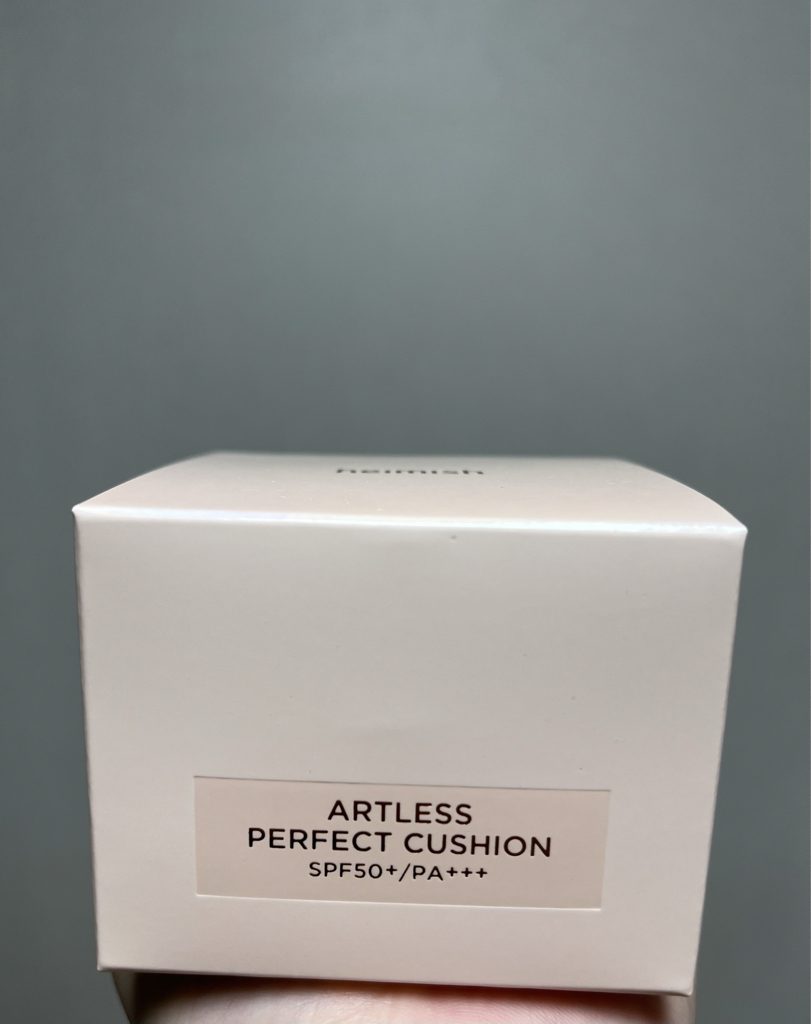 heimish
ARTLESS
PERFECT CUSHION
SPF50+/PA+++